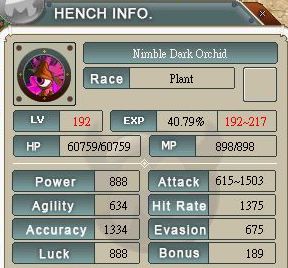 HENCH INFO.
Nimble Dark Orchid
Race Plant
LV 192 EXP 40.79% 192~217
HP 60759/60759 MP 898/898
Power 888 Attack 615~1503
Agility 634 Hit Rate 1375
Accuracy 1334 Evasion 675
Luck 888 Bonus 189